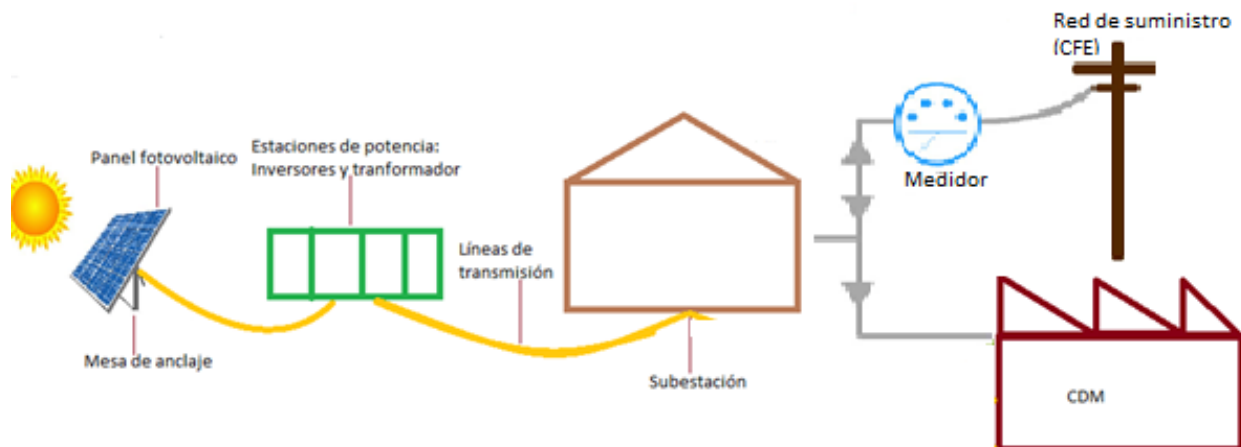 Red de suministro
(CFE)
Estaciones de potencia:
Inversores y tranformador
Panel fotovoltaico
Medidor
Líneas de
transmisión
Mesa de anclaje
Subestación
CDM